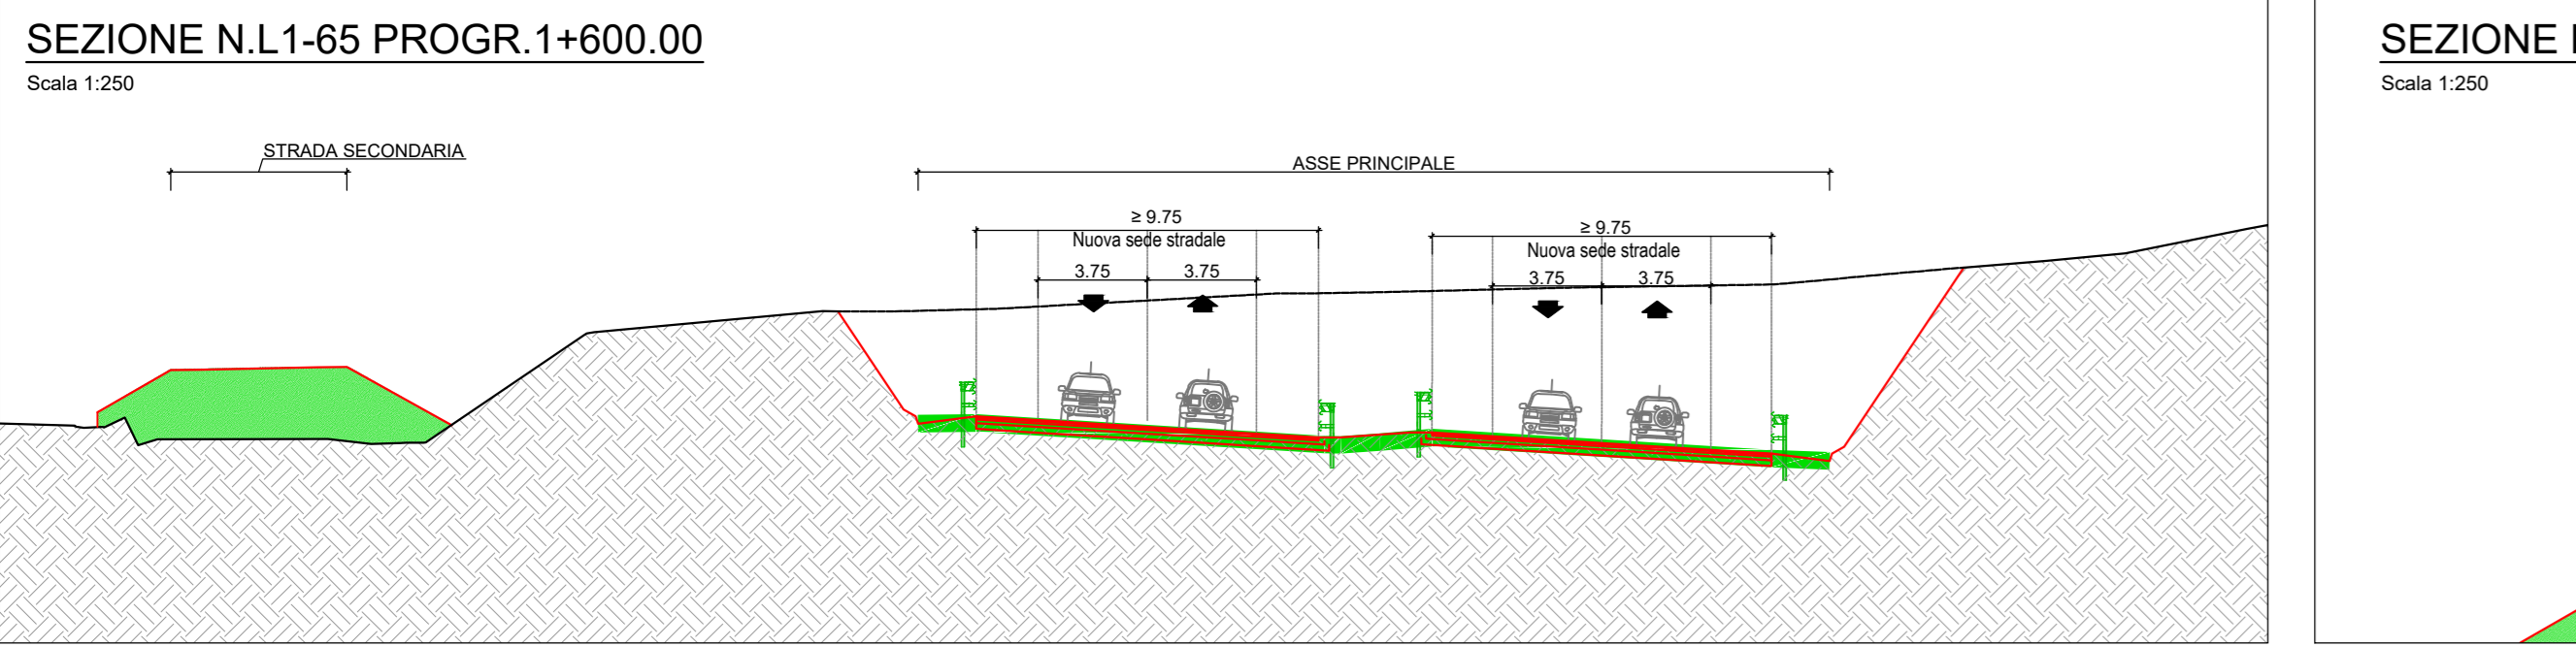 SEZIONE N.L1-65 PROGR.1+600.00
Scala 1:250
STRADA SECONDARIA
ASSE PRINCIPALE
≥ 9.75
Nuova sede stradale
3.75 3.75
≥ 9.75
Nuova sede stradale
3.75 3.75
SEZIONE
Scala 1:250